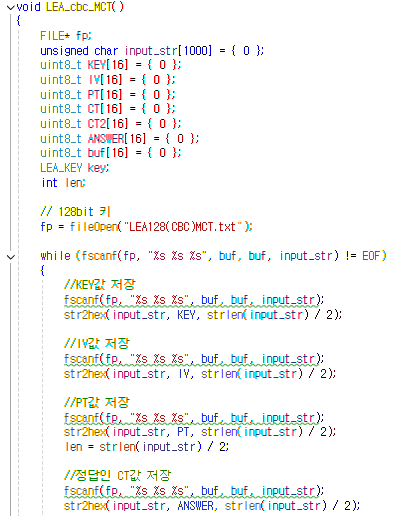 void LEA_cbc_MCT()
{
FILE* fp;
unsigned char input_str[1000] = { 0 };
uint8_t KEY[16] = { 0 };
uint8_t IV[16] = { 0 };
uint8_t PT[16] = { 0 };
uint8_t CT[16] = { 0 };
uint8_t CT2[16] = { 0 };
uint8_t ANSWER[16] = { 0 };
uint8_t buf[16] = { 0 };
LEA_KEY key;
int len;
// 128bit 키
fp = fileOpen("LEA128(CBC)MCT.txt");
while (fscanf(fp, "%s %s %s", buf, buf, input_str) != EOF)
{
//KEY값 저장
fscanf(fp, "%s %s %s", buf, buf, input_str);
str2hex(input_str, KEY, strlen(input_str) / 2);
//IV값 저장
fscanf(fp, "%s %s %s", buf, buf, input_str);
str2hex(input_str, IV, strlen(input_str) / 2);
//PT값 저장
fscanf(fp, "%s %s %s", buf, buf, input_str);
str2hex(input_str, PT, strlen(input_str) / 2);
len = strlen(input_str) / 2;
//정답인 CT값 저장
fscanf(fp, "%s %s %s", buf, buf, input_str);
str2hex(input_str, ANSWER, strlen(input_str) / 2);